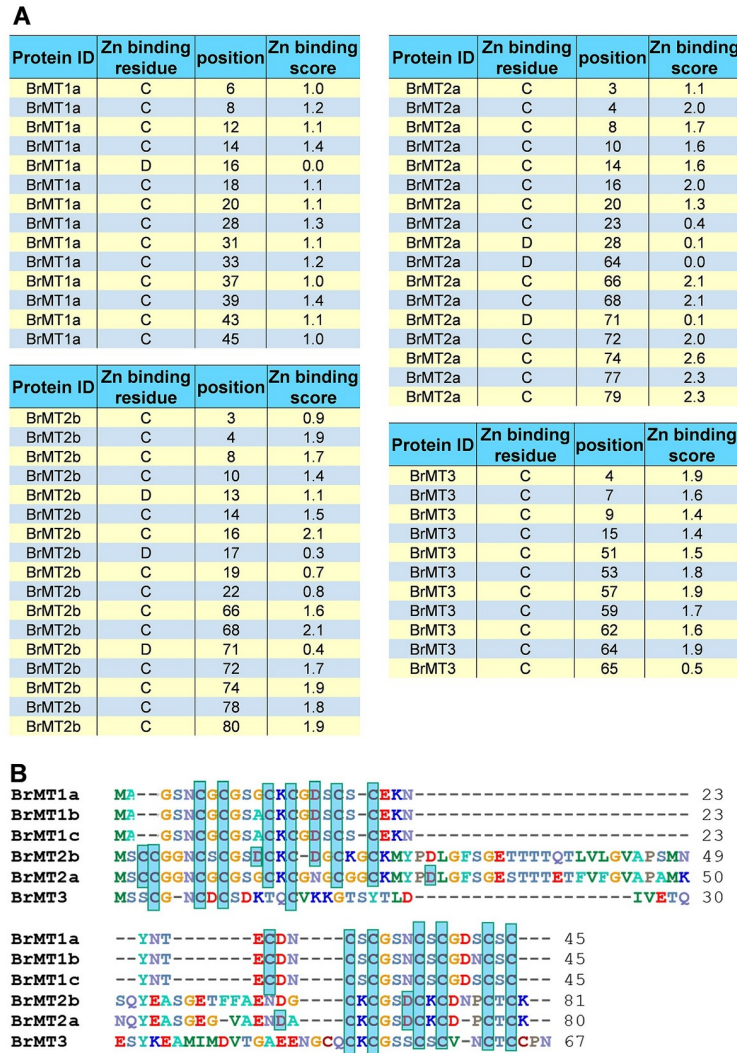 A
Protein ID Zn binding residue position Zn binding score
BrMT1a C 6 1.0
BrMT1a C 8 1.2
BrMT1a C 12 1.1
BrMT1a C 14 1.4
BrMT1a D 16 0.0
BrMT1a C 18 1.1
BrMT1a C 20 1.1
BrMT1a C 28 1.3
BrMT1a C 31 1.1
BrMT1a C 33 1.2
BrMT1a C 37 1.0
BrMT1a C 39 1.4
BrMT1a C 43 1.1
BrMT1a C 45 1.0
Protein ID Zn binding residue position Zn binding score
BrMT2b C 3 0.9
BrMT2b C 4 1.9
BrMT2b C 8 1.7
BrMT2b C 10 1.4
BrMT2b D 13 1.1
BrMT2b C 14 1.5
BrMT2b C 16 2.1
BrMT2b D 17 0.3
BrMT2b C 19 0.7
BrMT2b C 22 0.8
BrMT2b C 66 1.6
BrMT2b C 68 2.1
BrMT2b D 71 0.4
BrMT2b C 72 1.7
BrMT2b C 74 1.9
BrMT2b C 78 1.8
BrMT2b C 80 1.9
Protein ID Zn binding residue position Zn binding score
BrMT2a C 3 1.1
BrMT2a C 4 2.0
BrMT2a C 8 1.7
BrMT2a C 10 1.6
BrMT2a C 14 1.6
BrMT2a C 16 2.0
BrMT2a C 20 1.3
BrMT2a C 23 0.4
BrMT2a D 28 0.1
BrMT2a D 64 0.0
BrMT2a C 66 2.1
BrMT2a C 68 2.1
BrMT2a D 71 0.1
BrMT2a C 72 2.0
BrMT2a C 74 2.6
BrMT2a C 77 2.3
BrMT2a C 79 2.3
Protein ID Zn binding residue position Zn binding score
BrMT3 C 4 1.9
BrMT3 C 7 1.6
BrMT3 C 9 1.4
BrMT3 C 15 1.4
BrMT3 C 51 1.5
BrMT3 C 53 1.8
BrMT3 C 57 1.9
BrMT3 C 59 1.7
BrMT3 C 62 1.6
BrMT3 C 64 1.9
BrMT3 C 65 0.5
B
BrMT1a MA--GSNCGCGSGCKCGDSCS-CEKN------------------------ 23
BrMT1b MA--GSNCGCGSACKCGDSCS-CEKN------------------------ 23
BrMT1c MA--GSNCGCGSACKCGDSCS-CEKN------------------------ 23
BrMT2b MSCCGGNCSCGSDCKC-DGCKGCKMYPDLGFSGETTTTQTLVLGVAPSMN 49
BrMT2a MSCCGGNCGCGSGCKCGNGCGGCKMYPDLGFSGETTTTETFVFGVAPAMK 50
BrMT3 MSSCG-NCDCSDKTQCVKKGTSYTLD-------------------IVETQ 30
BrMT1a --YNT-------ECDN----CSCGSNCSCGDSCSC--- 45
BrMT1b --YNT-------ECDN----CSCGSNCSCGDSCSC--- 45
BrMT1c --YNT-------ECDN----CSCGSNCSCGDSCSC--- 45
BrMT2b SQYEASGETFFAENDG----CKCGSDCKCDNPCTCK-- 81
BrMT2a NQYEASGEG-VAENDA----CKCGSDCKCD-PCTCK-- 80
BrMT3 ESYKEAMIMDVTGAEENGCQCKCGSSCSCV-NCTCCPN 67